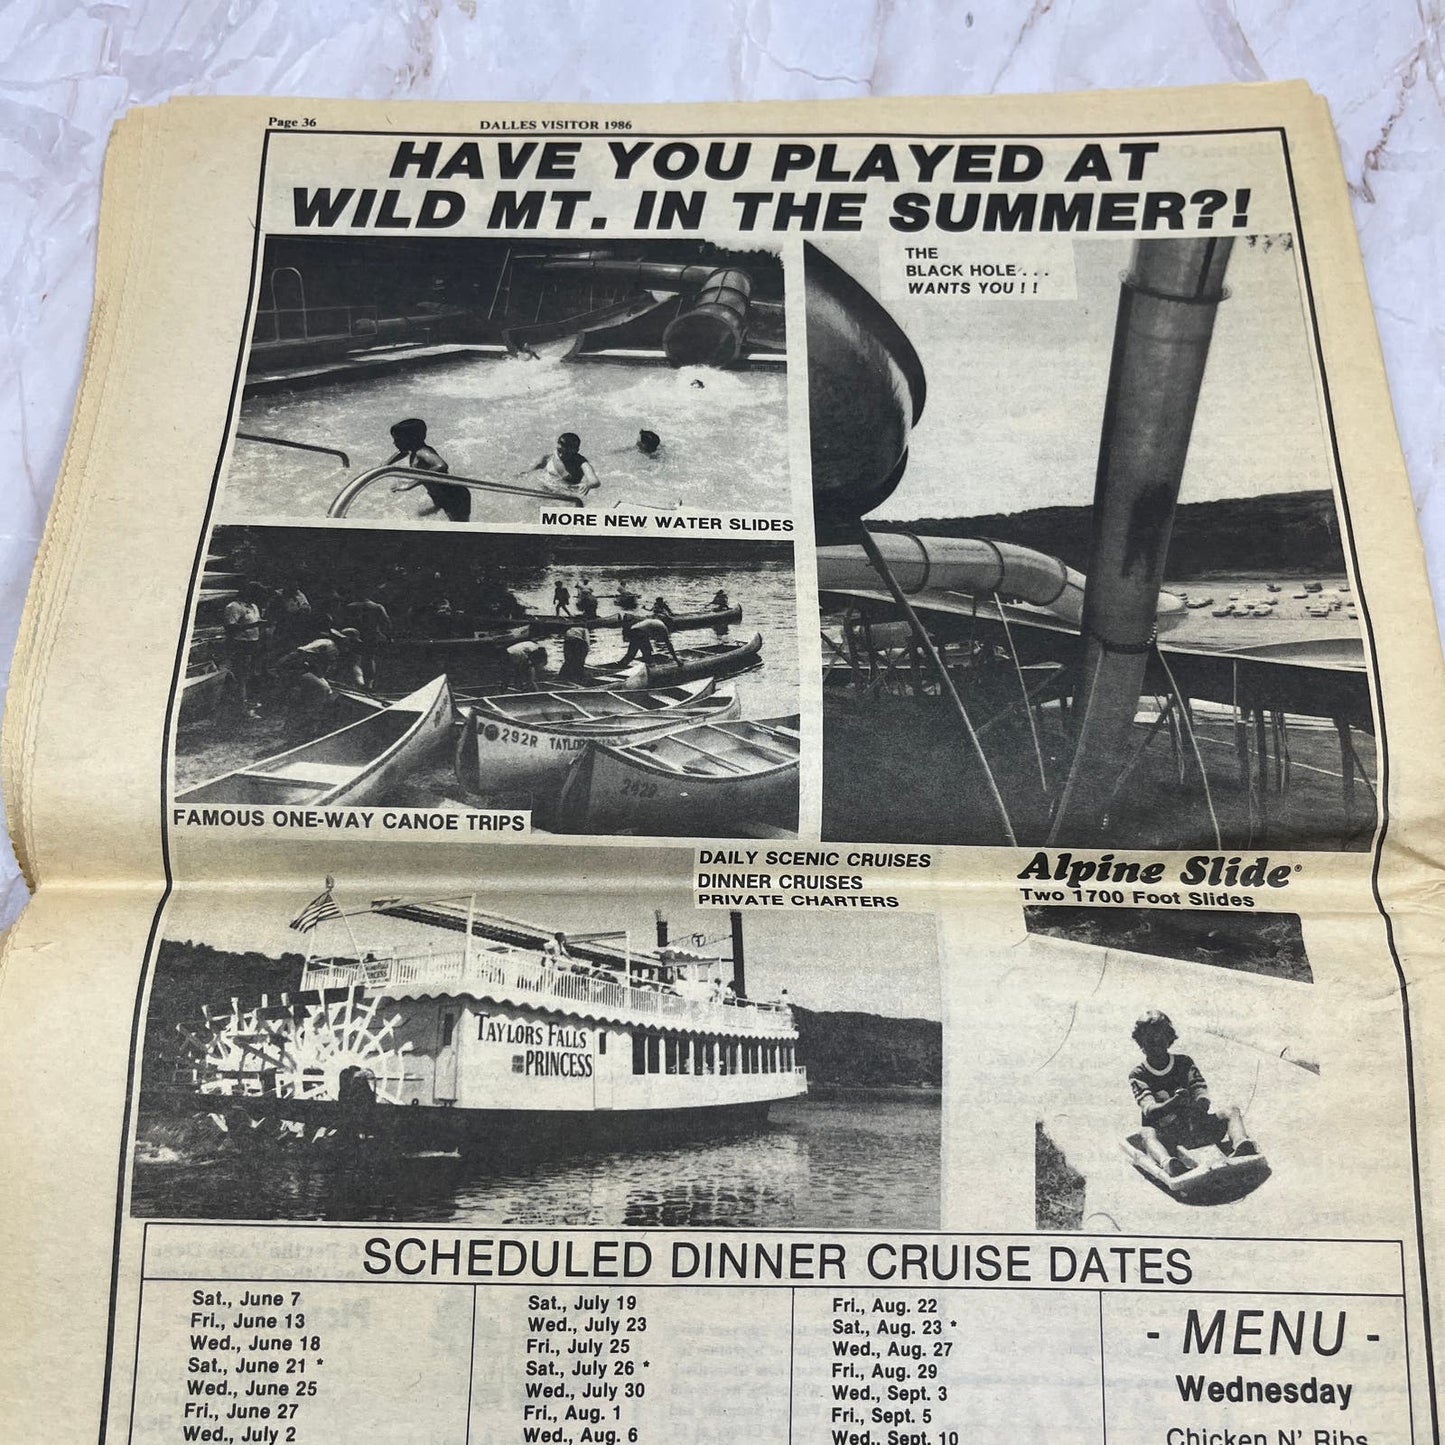 Page 36
DALLES VISITOR 1986
HAVE YOU PLAYED AT
WILD MT. IN THE SUMMER?!
THE
BLACK HOLE...
WANTS YOU!!
MORE NEW WATER SLIDES
292R TAYLOR
292R
FAMOUS ONE-WAY CANOE TRIPS
DAILY SCENIC CRUISES
DINNER CRUISES
PRIVATE CHARTERS
Alpine Slide®
Two 1700 Foot Slides
PRINCESS
TAYLORS FALLS
PRINCESS
SCHEDULED DINNER CRUISE DATES
Sat., June 7
Fri., June 13
Wed., June 18
Sat., June 21 *
Wed., June 25
Fri., June 27
Wed., July 2
Sat., July 19
Wed., July 23
Fri., July 25
Sat., July 26 *
Wed., July 30
Fri., Aug. 1
Wed., Aug. 6
Fri., Aug. 22
Sat., Aug. 23 *
Wed., Aug. 27
Fri., Aug. 29
Wed., Sept. 3
Fri., Sept. 5
Wed., Sept. 10
- MENU -
Wednesday
Chicken N' Ribs